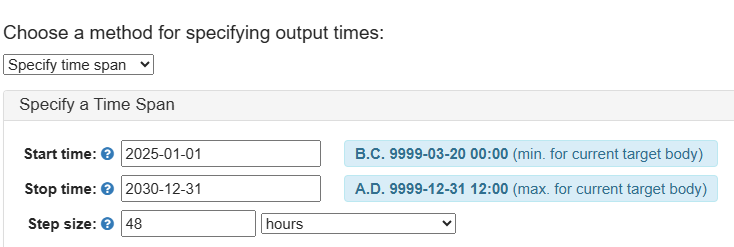 Choose a method for specifying output times:
Specify time span
Specify a Time Span
Start time: ? 2025-01-01 B.C. 9999-03-20 00:00 (min. for current target body)
Stop time: ? 2030-12-31 A.D. 9999-12-31 12:00 (max. for current target body)
Step size: ? 48 hours